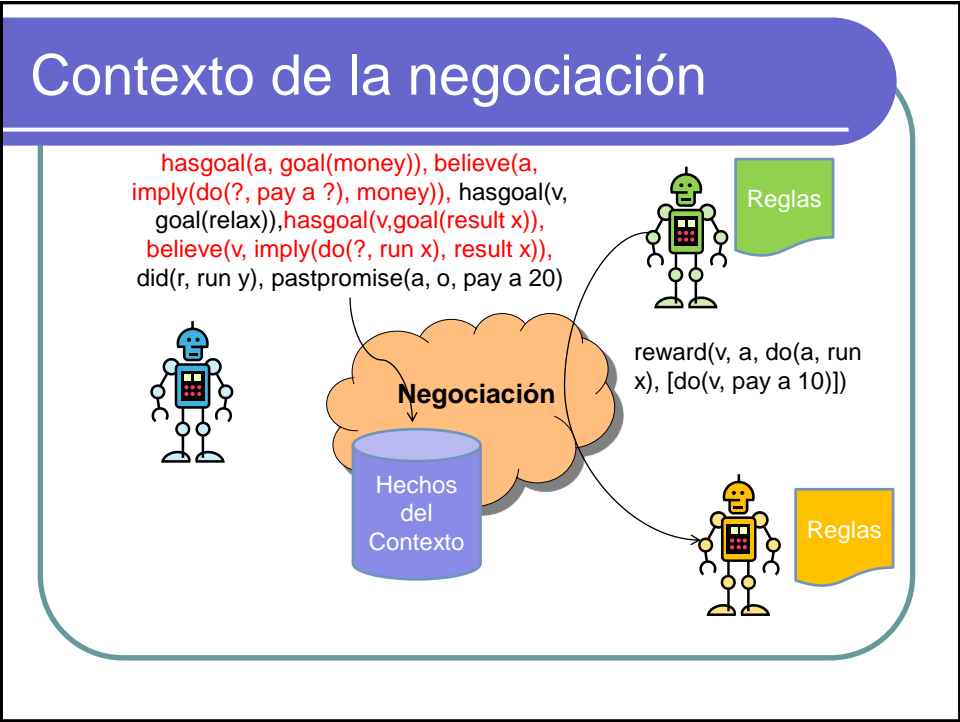 Contexto de la negociación
hasgoal(a, goal(money)), believe(a,
imply(do(?, pay a ?), money)), hasgoal(v,
goal(relax)),hasgoal(v,goal(result x)),
believe(v, imply(do(?, run x), result x)),
did(r, run y), pastpromise(a, o, pay a 20)
Reglas
reward(v, a, do(a, run
x), [do(v, pay a 10)])
Negociación
Hechos
del
Contexto
Reglas